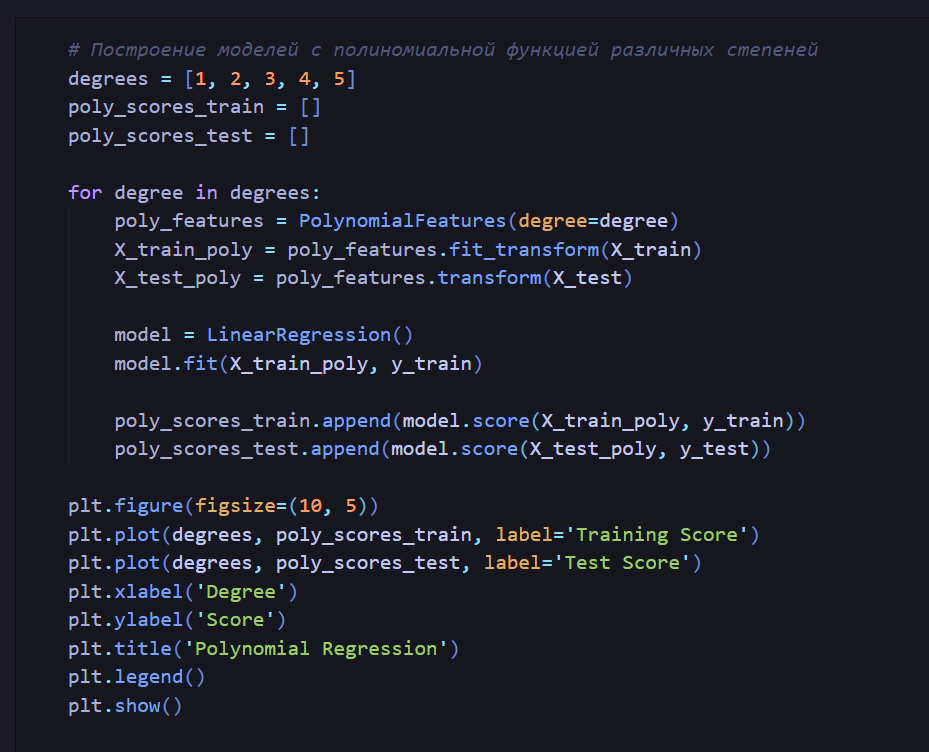 # Построение моделей с полиномиальной функцией различных степеней
degrees = [1, 2, 3, 4, 5]
poly_scores_train = []
poly_scores_test = []
for degree in degrees:
    poly_features = PolynomialFeatures(degree=degree)
    X_train_poly = poly_features.fit_transform(X_train)
    X_test_poly = poly_features.transform(X_test)
    model = LinearRegression()
    model.fit(X_train_poly, y_train)
    poly_scores_train.append(model.score(X_train_poly, y_train))
    poly_scores_test.append(model.score(X_test_poly, y_test))
plt.figure(figsize=(10, 5))
plt.plot(degrees, poly_scores_train, label='Training Score')
plt.plot(degrees, poly_scores_test, label='Test Score')
plt.xlabel('Degree')
plt.ylabel('Score')
plt.title('Polynomial Regression')
plt.legend()
plt.show()